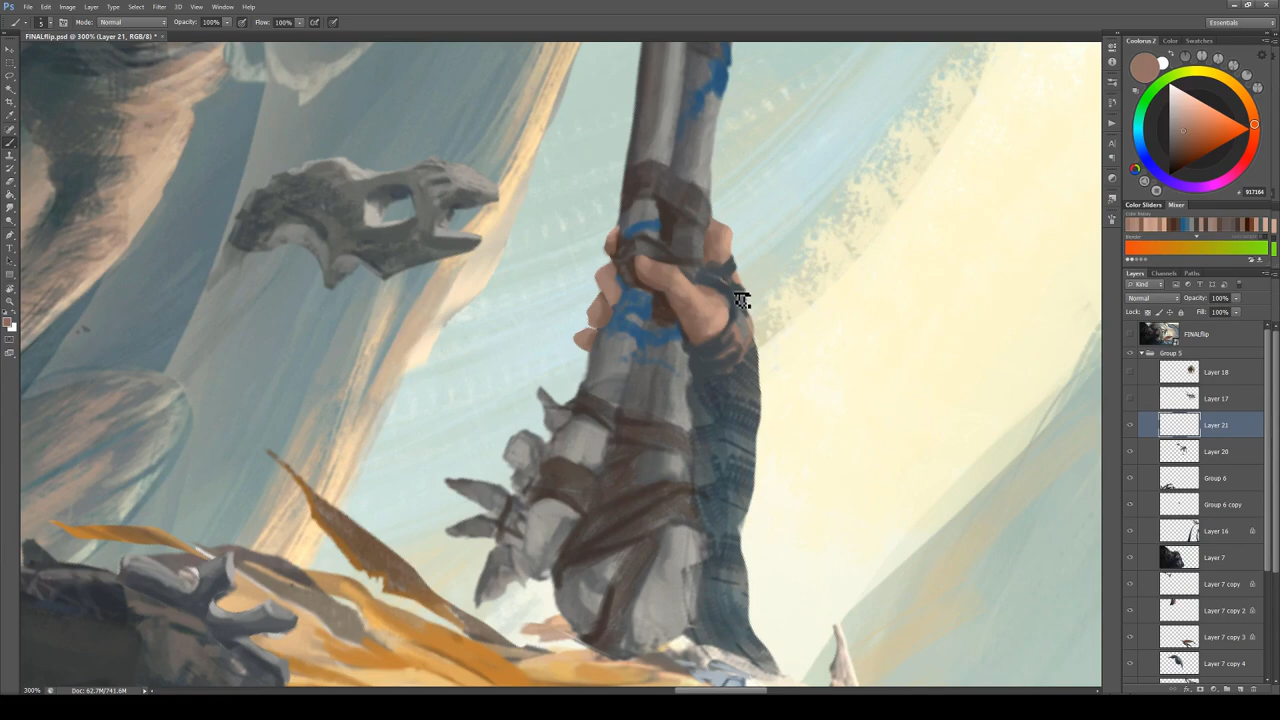 Ps File Edit Image Layer Type Select Filter 3D View Window Help
5 Mode: Normal Opacity: 100% Flow: 100% Essentials
FINALflip.psd @ 300% (Layer 21, RGB/8) * ×
Coolorus 2 Color Swatches
917164
Color Sliders Mixer
Layers Channels Paths
Kind
Normal Opacity: 100%
Lock: Fill: 100%
FINALflip
Group 5
Layer 18
Layer 17
Layer 21
Layer 20
Group 6
Group 6 copy
Layer 16
Layer 7
Layer 7 copy
Layer 7 copy 2
Layer 7 copy 3
Layer 7 copy 4
300% Doc: 62.7M/741.6M